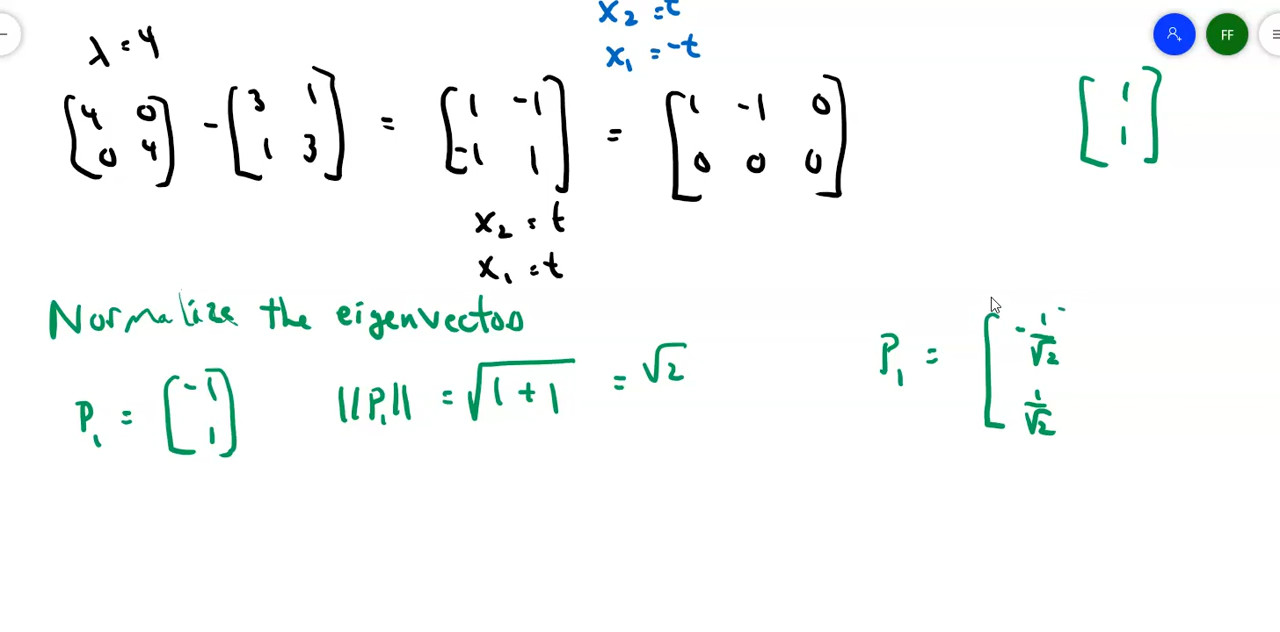 x₂ = t
x₁ = -t
FF
λ = 4
[4 0; 0 4] - [3 1; 1 3] = [1 -1; -1 1] = [1 -1 0; 0 0 0]
[1; 1]
x₂ = t
x₁ = t
Normalize the eigenvectos
P₁ = [-1; 1] ||P₁|| = √(1 + 1) = √2 P₁ = [-1/√2; 1/√2